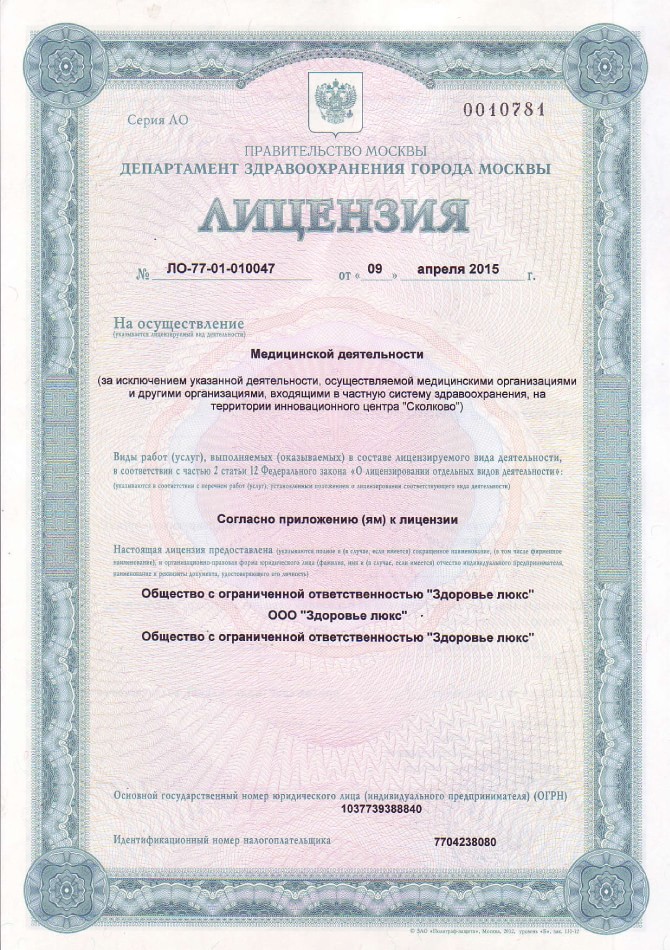 Серия ЛО
0010781
ПРАВИТЕЛЬСТВО МОСКВЫ
ДЕПАРТАМЕНТ ЗДРАВООХРАНЕНИЯ ГОРОДА МОСКВЫ
ЛИЦЕНЗИЯ
№ ЛО-77-01-010047 от « 09 » апреля 2015 г.
На осуществление
(указывается лицензируемый вид деятельности)
Медицинской деятельности
(за исключением указанной деятельности, осуществляемой медицинскими организациями
и другими организациями, входящими в частную систему здравоохранения, на
территории инновационного центра "Сколково")
Виды работ (услуг), выполняемых (оказываемых) в составе лицензируемого вида деятельности,
в соответствии с частью 2 статьи 12 Федерального закона «О лицензировании отдельных видов деятельности»:
(указываются в соответствии с перечнем работ (услуг), установленным положением о лицензировании соответствующего вида деятельности)
Согласно приложению (ям) к лицензии
Настоящая лицензия предоставлена (указываются полное и (в случае, если имеется) сокращенное наименование, (в том числе фирменное
наименование), и организационно-правовая форма юридического лица (фамилия, имя и (в случае, если имеется) отчество индивидуального предпринимателя,
наименование и реквизиты документа, удостоверяющего его личность)
Общество с ограниченной ответственностью "Здоровье люкс"
ООО "Здоровье люкс"
Общество с ограниченной ответственностью "Здоровье люкс"
Основной государственный номер юридического лица (индивидуального предпринимателя) (ОГРН)
1037739388840
Идентификационный номер налогоплательщика 7704238080
© ЗАО «Полиграф-защита», Москва, 2012, уровень «Б»,